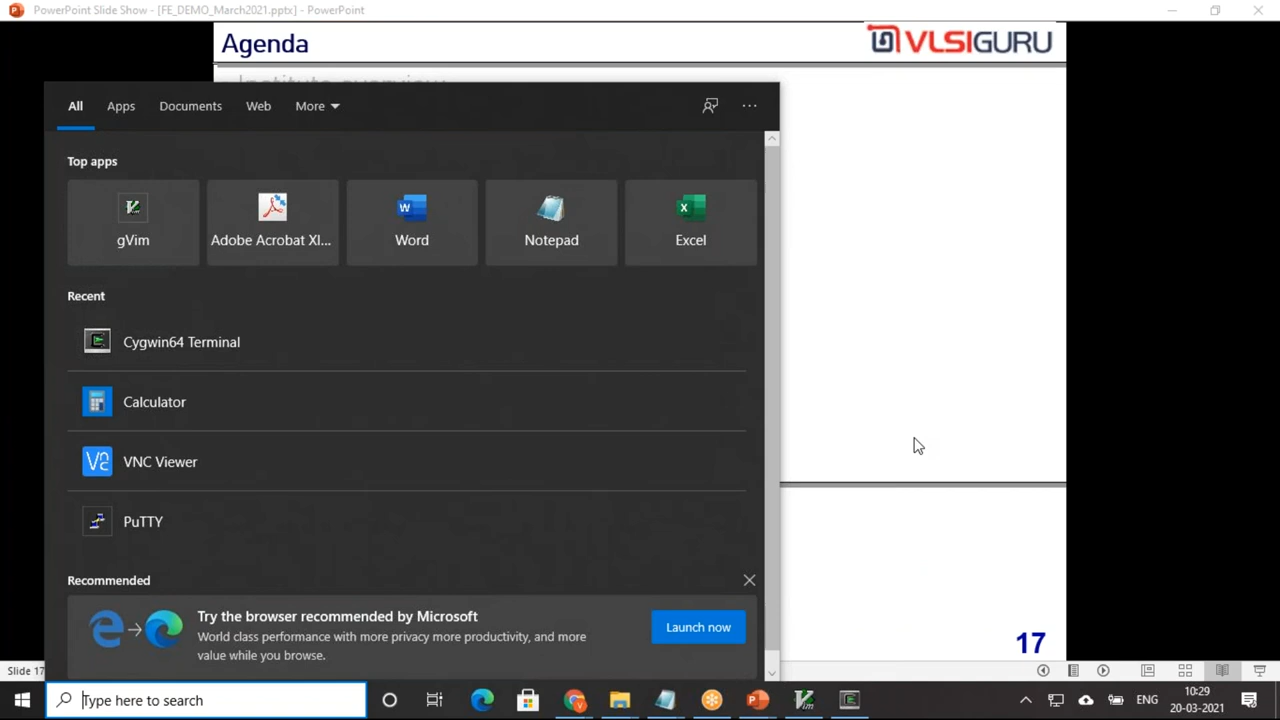 PowerPoint Slide Show - [FE_DEMO_March2021.pptx] - PowerPoint
Agenda
VLSIGURU
Institute overview
All Apps Documents Web More
Top apps
gVim Adobe Acrobat XI... Word Notepad Excel
Recent
Cygwin64 Terminal
Calculator
VNC Viewer
PuTTY
Recommended
Try the browser recommended by Microsoft
World class performance with more privacy more productivity, and more
value while you browse.
Launch now
17
Slide 17
Type here to search
ENG
10:29
20-03-2021